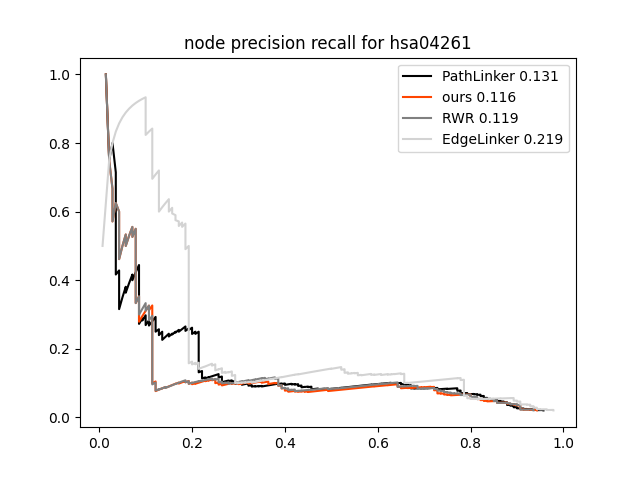 node precision recall for hsa04261
PathLinker 0.131
ours 0.116
RWR 0.119
EdgeLinker 0.219
1.0
0.8
0.6
0.4
0.2
0.0
0.0 0.2 0.4 0.6 0.8 1.0